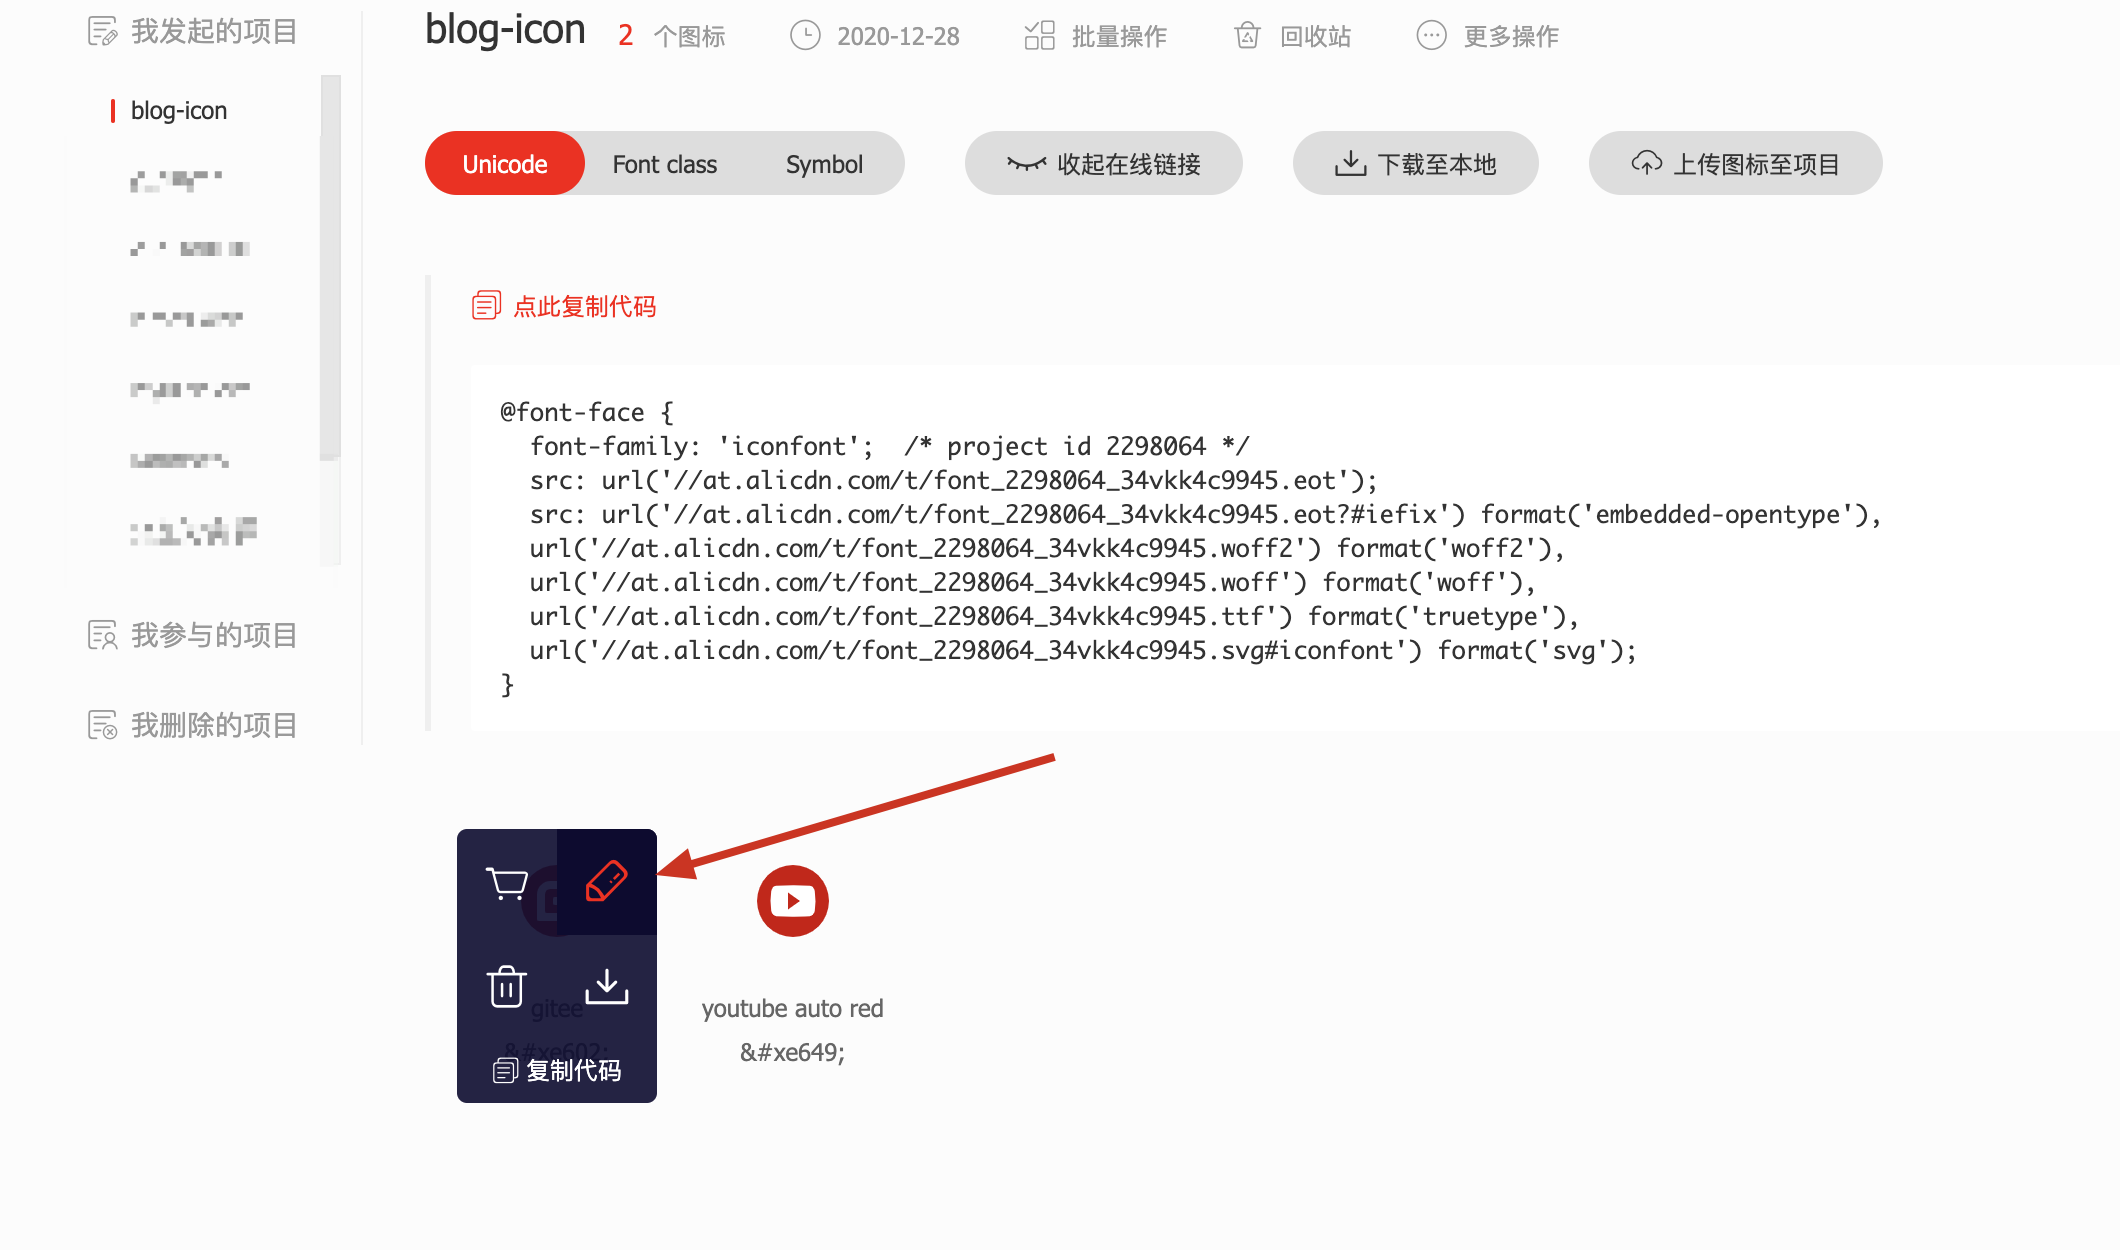 我发起的项目
blog-icon
我参与的项目
我删除的项目
blog-icon 2 个图标 2020-12-28 批量操作 回收站 更多操作
Unicode Font class Symbol 收起在线链接 下载至本地 上传图标至项目
点此复制代码
@font-face {
  font-family: 'iconfont';  /* project id 2298064 */
  src: url('//at.alicdn.com/t/font_2298064_34vkk4c9945.eot');
  src: url('//at.alicdn.com/t/font_2298064_34vkk4c9945.eot?#iefix') format('embedded-opentype'),
  url('//at.alicdn.com/t/font_2298064_34vkk4c9945.woff2') format('woff2'),
  url('//at.alicdn.com/t/font_2298064_34vkk4c9945.woff') format('woff'),
  url('//at.alicdn.com/t/font_2298064_34vkk4c9945.ttf') format('truetype'),
  url('//at.alicdn.com/t/font_2298064_34vkk4c9945.svg#iconfont') format('svg');
}
gitee
&#xe602;
复制代码
youtube auto red
&#xe649;